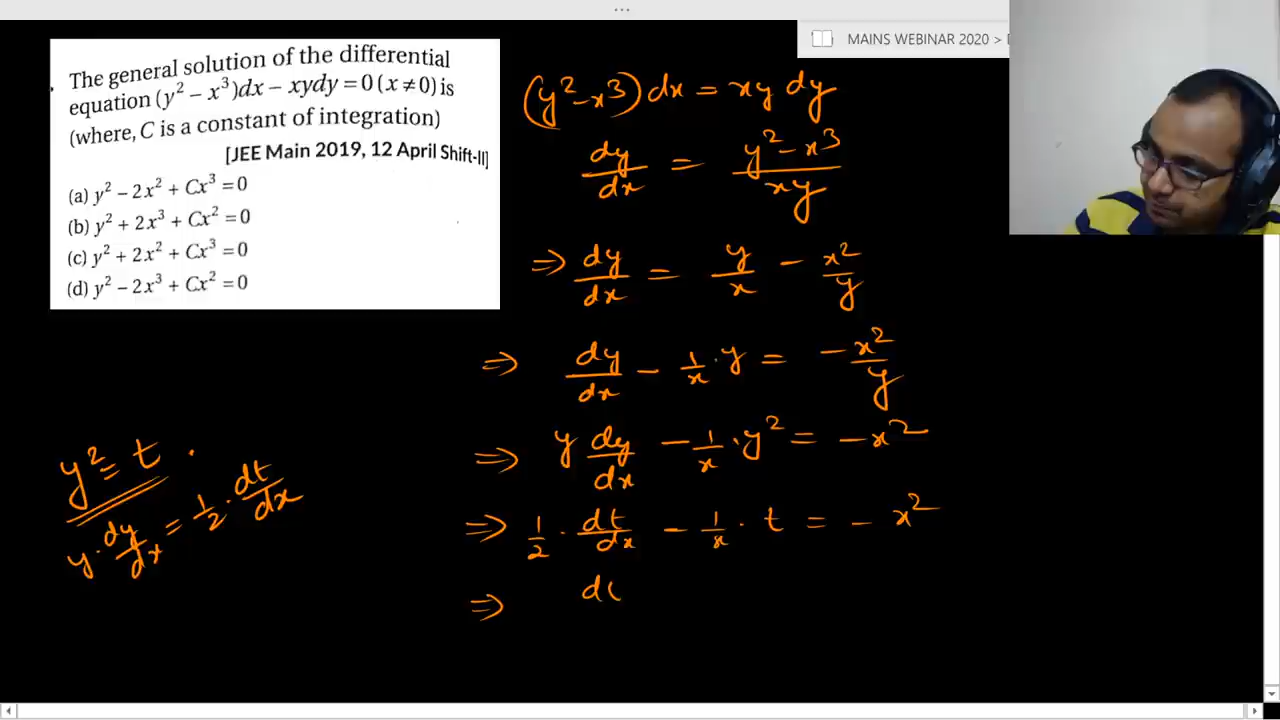 MAINS WEBINAR 2020 >
The general solution of the differential
equation (y² − x³)dx − xydy = 0 (x ≠ 0) is
(where, C is a constant of integration)
[JEE Main 2019, 12 April Shift-II]
(a) y² − 2x² + Cx³ = 0
(b) y² + 2x³ + Cx² = 0
(c) y² + 2x² + Cx³ = 0
(d) y² − 2x³ + Cx² = 0
(y² − x³) dx = xy dy
dy/dx = (y² − x³)/xy
⇒ dy/dx = y/x − x²/y
⇒ dy/dx − 1/x · y = −x²/y
⇒ y dy/dx − 1/x · y² = −x²
⇒ 1/2 · dt/dx − 1/x · t = − x²
⇒ d(
y² = t .
y · dy/dx = 1/2 · dt/dx